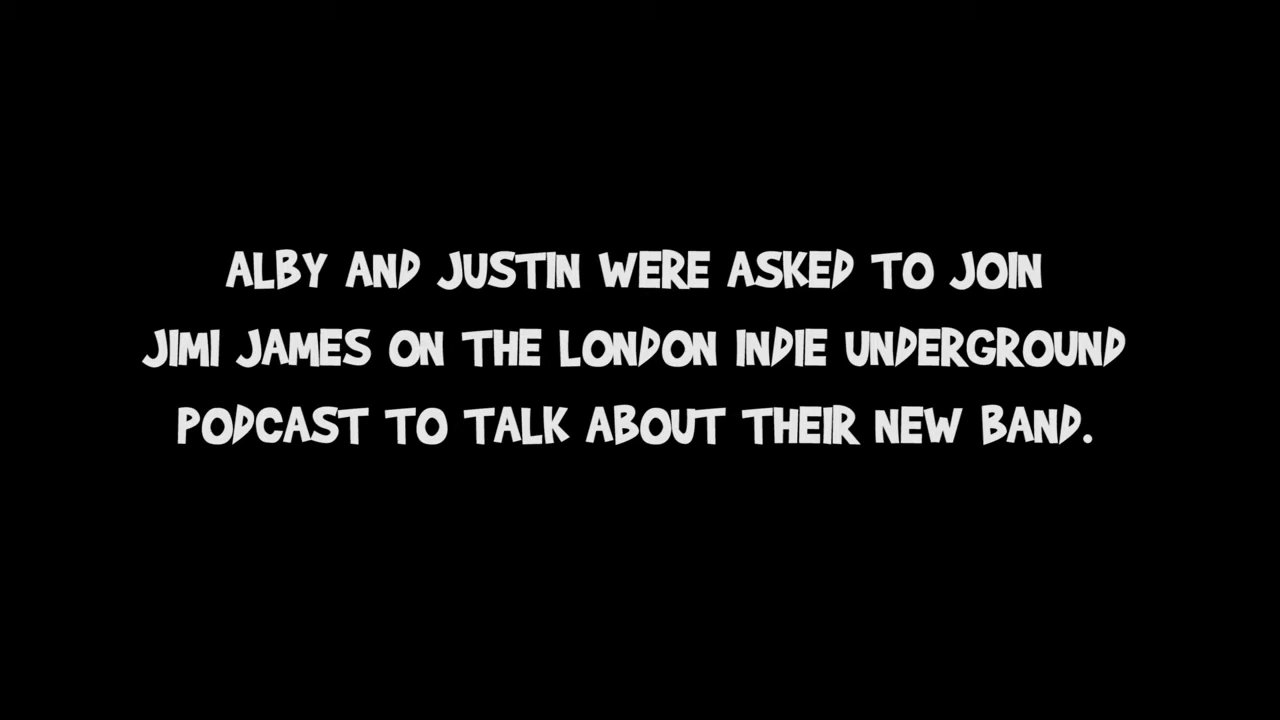 ALBY AND JUSTIN WERE ASKED TO JOIN
JIMI JAMES ON THE LONDON INDIE UNDERGROUND
PODCAST TO TALK ABOUT THEIR NEW BAND.